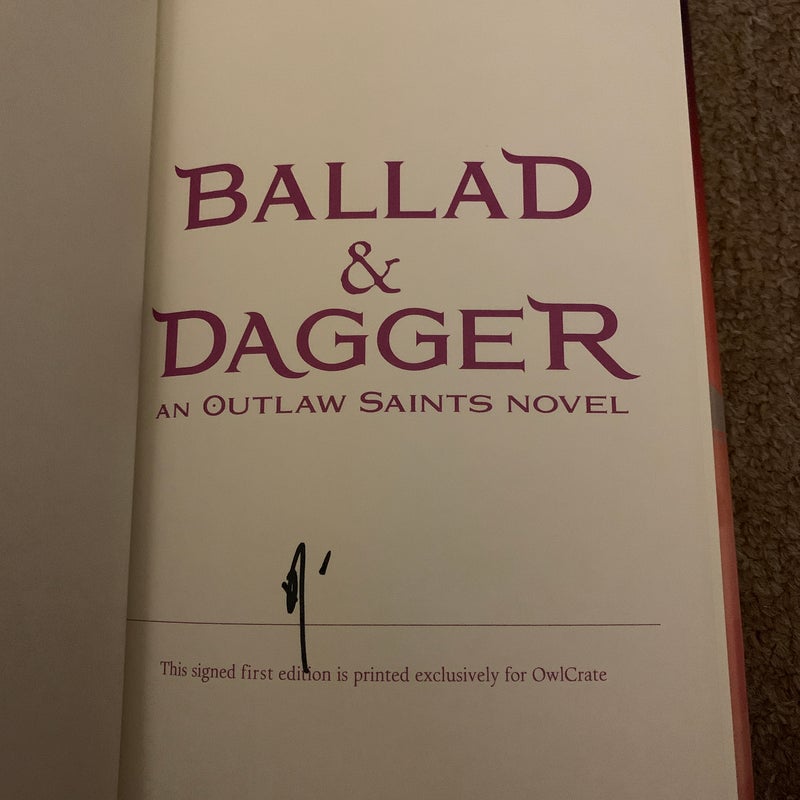 BALLAD
&
DAGGER
AN OUTLAW SAINTS NOVEL
This signed first edition is printed exclusively for OwlCrate